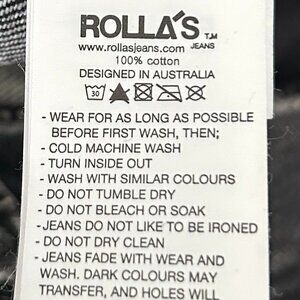 ROLLA'S TM
JEANS
www.rollasjeans.com
100% cotton
DESIGNED IN AUSTRALIA
30
- WEAR FOR AS LONG AS POSSIBLE
BEFORE FIRST WASH, THEN;
- COLD MACHINE WASH
- TURN INSIDE OUT
- WASH WITH SIMILAR COLOURS
- DO NOT TUMBLE DRY
- DO NOT BLEACH OR SOAK
- JEANS DO NOT LIKE TO BE IRONED
- DO NOT DRY CLEAN
- JEANS FADE WITH WEAR AND
WASH. DARK COLOURS MAY
TRANSFER, AND HOLES WILL